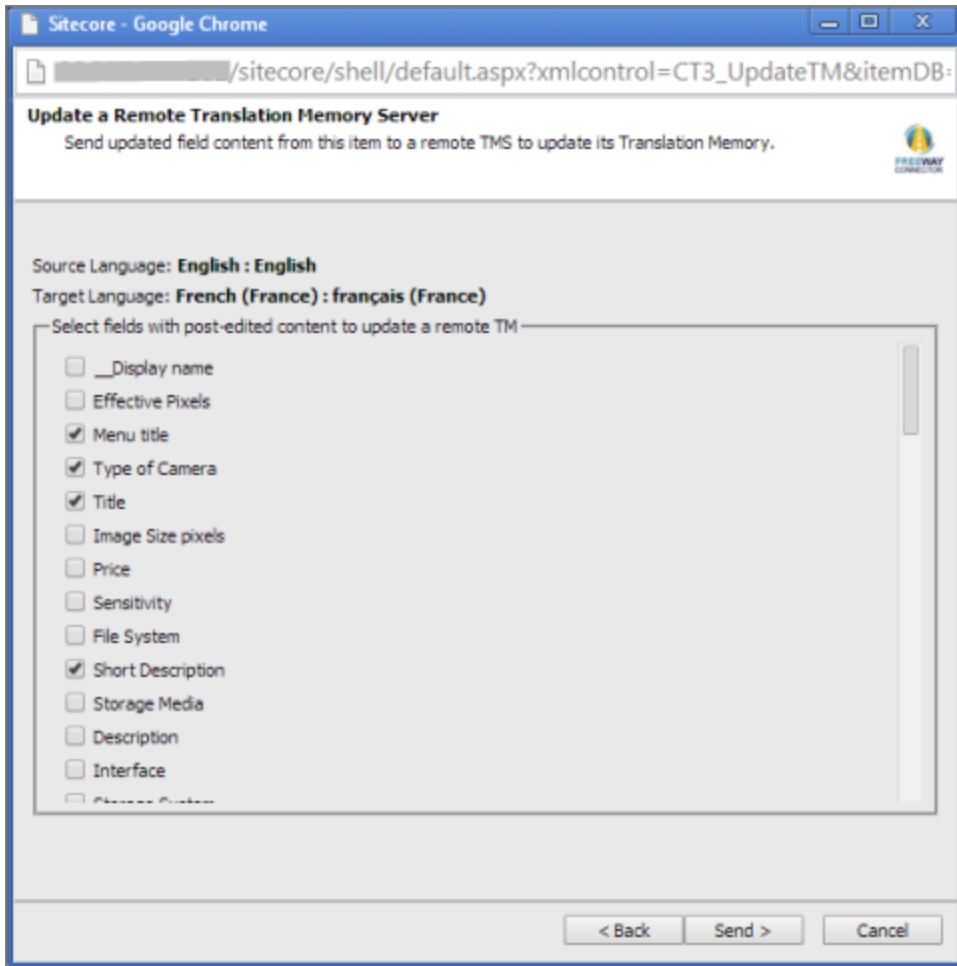 Sitecore - Google Chrome
/sitecore/shell/default.aspx?xmlcontrol=CT3_UpdateTM&itemDB=
Update a Remote Translation Memory Server
Send updated field content from this item to a remote TMS to update its Translation Memory.
FREEWAY
CONNECTOR
Source Language: English : English
Target Language: French (France) : français (France)
Select fields with post-edited content to update a remote TM
__Display name
Effective Pixels
Menu title
Type of Camera
Title
Image Size pixels
Price
Sensitivity
File System
Short Description
Storage Media
Description
Interface
Storage System
< Back Send > Cancel